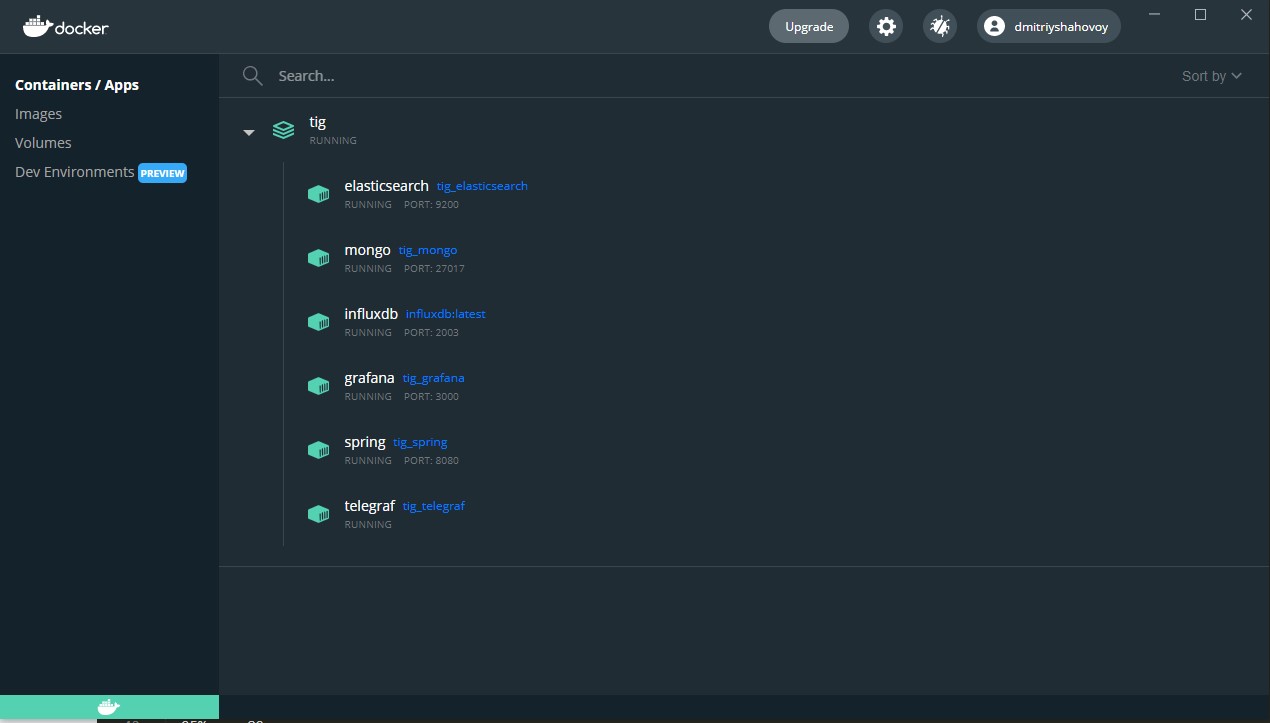 docker
Upgrade
dmitriyshahovoy
Containers / Apps
Images
Volumes
Dev Environments PREVIEW
Search...
Sort by
tig
RUNNING
elasticsearch tig_elasticsearch
RUNNING PORT: 9200
mongo tig_mongo
RUNNING PORT: 27017
influxdb influxdb:latest
RUNNING PORT: 2003
grafana tig_grafana
RUNNING PORT: 3000
spring tig_spring
RUNNING PORT: 8080
telegraf tig_telegraf
RUNNING